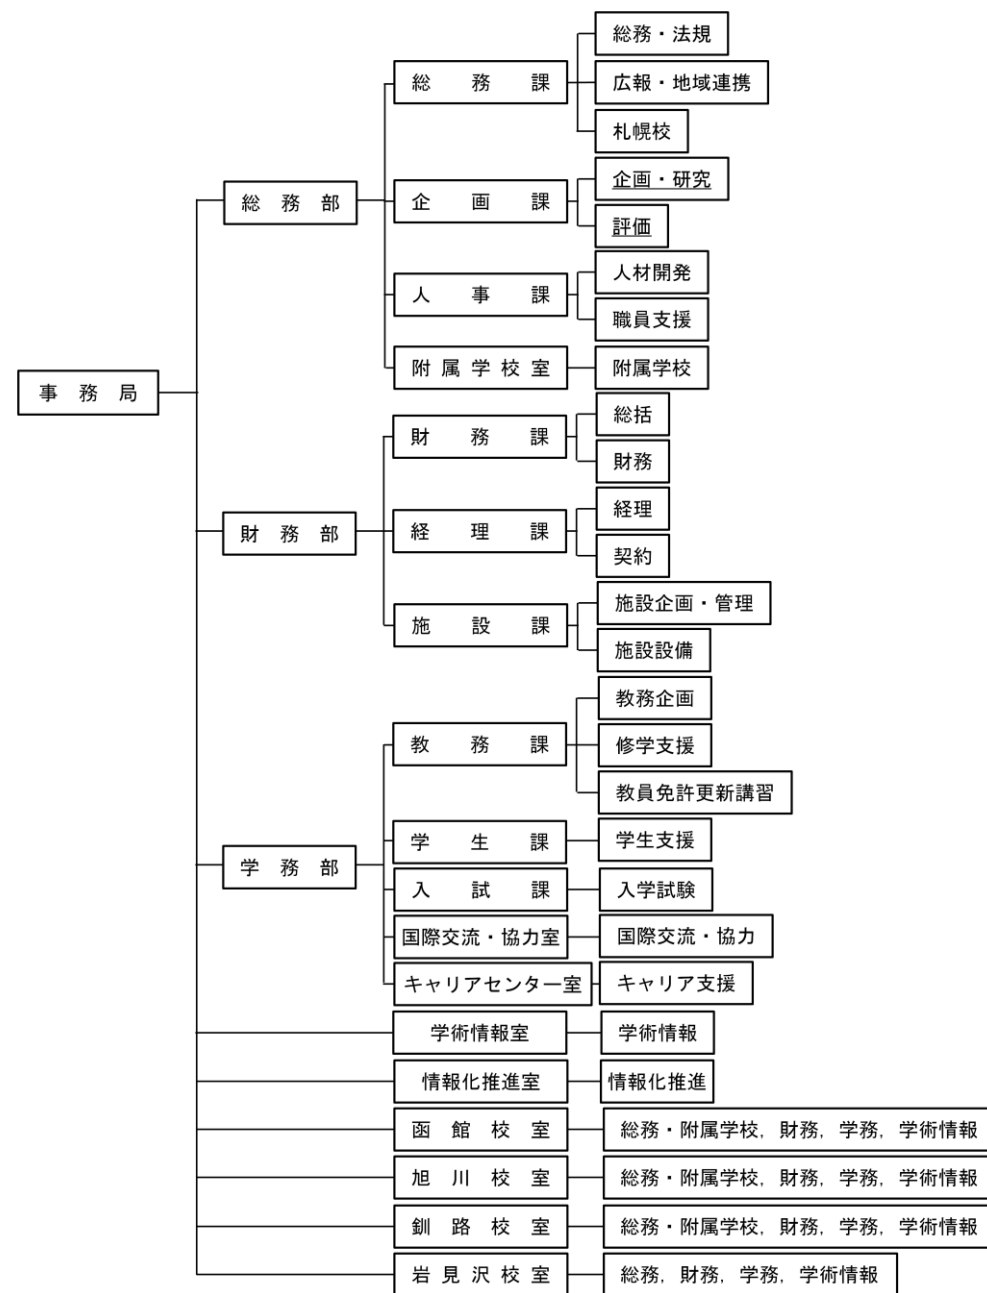 総務・法規
総務課
広報・地域連携
札幌校
企画・研究
総務部
企画課
評価
人材開発
人事課
職員支援
附属学校室
附属学校
事務局
総括
財務課
財務
経理
財務部
経理課
契約
施設企画・管理
施設課
施設設備
教務企画
教務課
修学支援
教員免許更新講習
学生課
学生支援
学務部
入試課
入学試験
国際交流・協力室
国際交流・協力
キャリアセンター室
キャリア支援
学術情報室
学術情報
情報化推進室
情報化推進
函館校室
総務・附属学校, 財務, 学務, 学術情報
旭川校室
総務・附属学校, 財務, 学務, 学術情報
釧路校室
総務・附属学校, 財務, 学務, 学術情報
岩見沢校室
総務, 財務, 学務, 学術情報